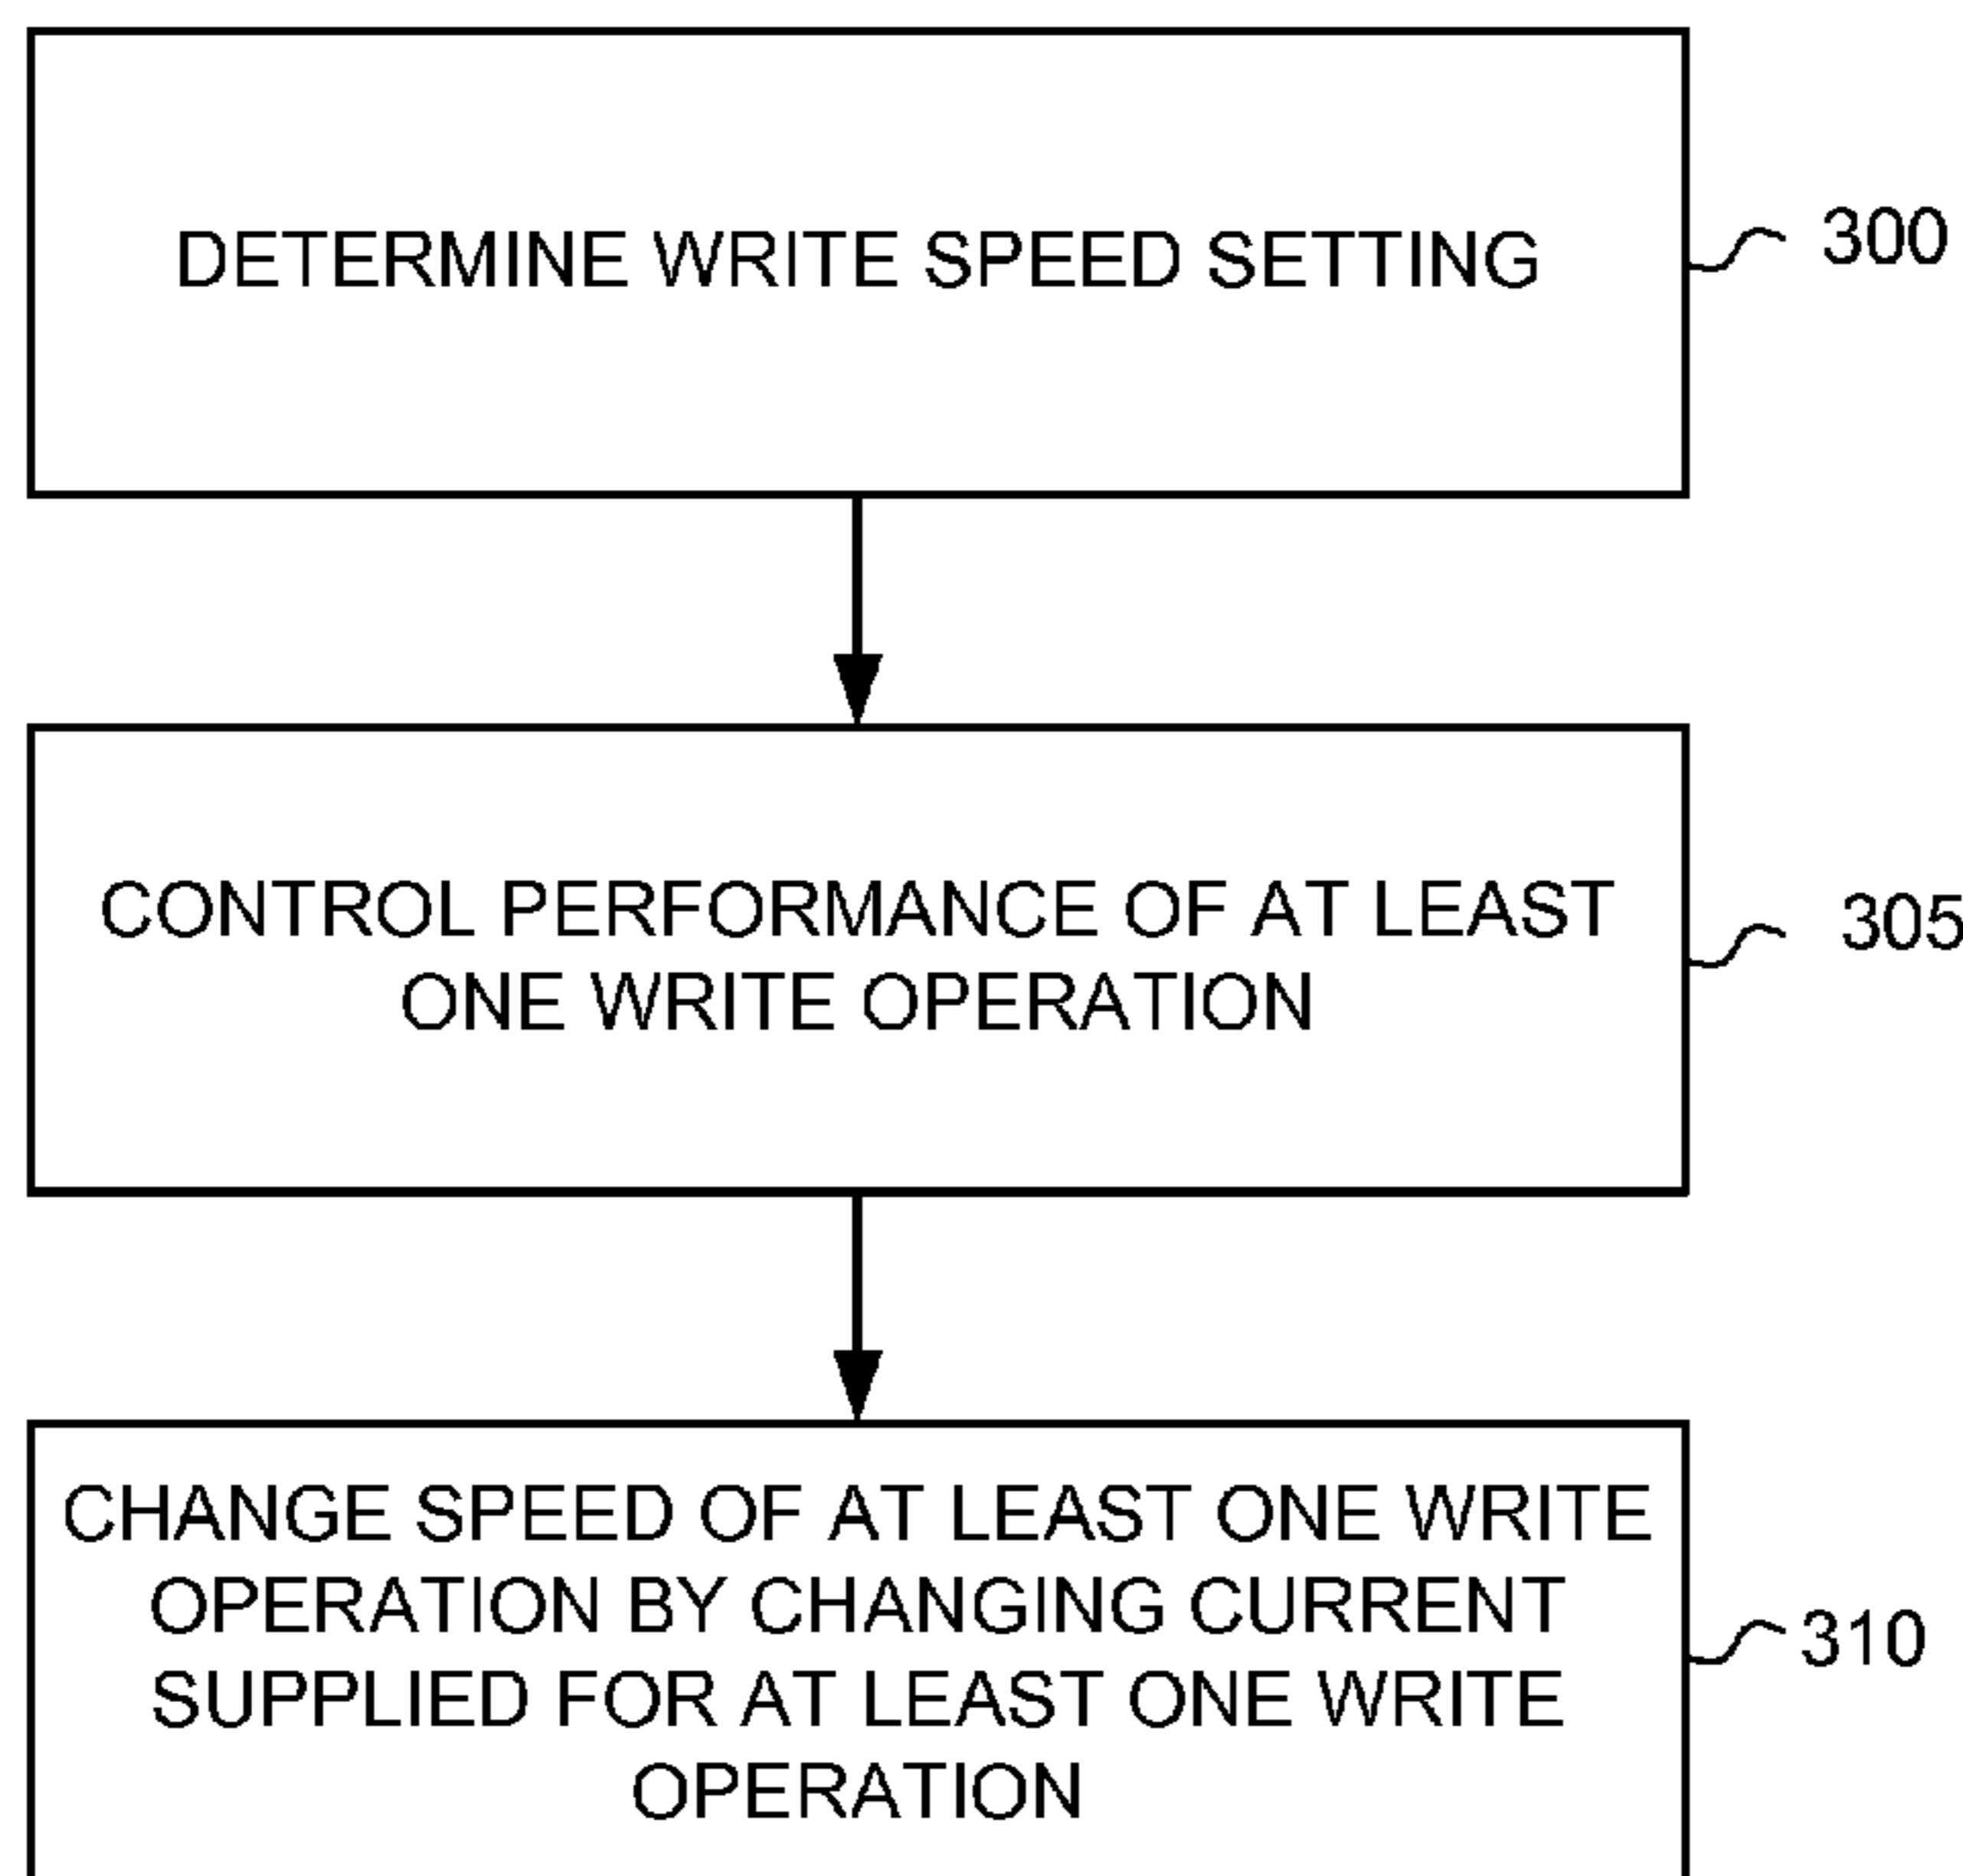 DETERMINE WRITE SPEED SETTING
300
CONTROL PERFORMANCE OF AT LEAST
ONE WRITE OPERATION
305
CHANGE SPEED OF AT LEAST ONE WRITE
OPERATION BY CHANGING CURRENT
SUPPLIED FOR AT LEAST ONE WRITE
OPERATION
310